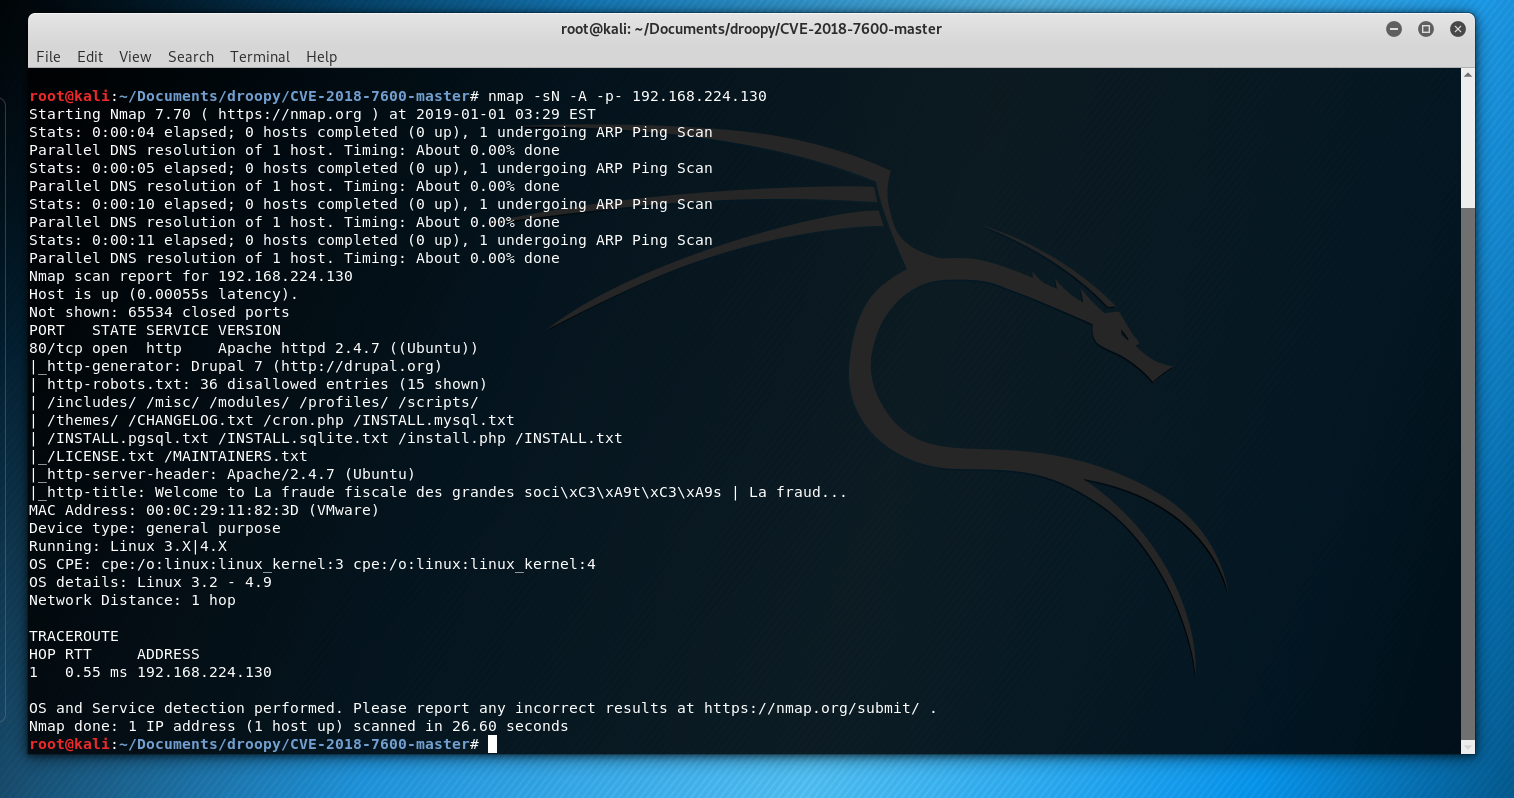 root@kali: ~/Documents/droopy/CVE-2018-7600-master
File Edit View Search Terminal Help
root@kali:~/Documents/droopy/CVE-2018-7600-master# nmap -sN -A -p- 192.168.224.130
Starting Nmap 7.70 ( https://nmap.org ) at 2019-01-01 03:29 EST
Stats: 0:00:04 elapsed; 0 hosts completed (0 up), 1 undergoing ARP Ping Scan
Parallel DNS resolution of 1 host. Timing: About 0.00% done
Stats: 0:00:05 elapsed; 0 hosts completed (0 up), 1 undergoing ARP Ping Scan
Parallel DNS resolution of 1 host. Timing: About 0.00% done
Stats: 0:00:10 elapsed; 0 hosts completed (0 up), 1 undergoing ARP Ping Scan
Parallel DNS resolution of 1 host. Timing: About 0.00% done
Stats: 0:00:11 elapsed; 0 hosts completed (0 up), 1 undergoing ARP Ping Scan
Parallel DNS resolution of 1 host. Timing: About 0.00% done
Nmap scan report for 192.168.224.130
Host is up (0.00055s latency).
Not shown: 65534 closed ports
PORT   STATE SERVICE VERSION
80/tcp open  http    Apache httpd 2.4.7 ((Ubuntu))
|_http-generator: Drupal 7 (http://drupal.org)
| http-robots.txt: 36 disallowed entries (15 shown)
| /includes/ /misc/ /modules/ /profiles/ /scripts/
| /themes/ /CHANGELOG.txt /cron.php /INSTALL.mysql.txt
| /INSTALL.pgsql.txt /INSTALL.sqlite.txt /install.php /INSTALL.txt
|_/LICENSE.txt /MAINTAINERS.txt
|_http-server-header: Apache/2.4.7 (Ubuntu)
|_http-title: Welcome to La fraude fiscale des grandes soci\xC3\xA9t\xC3\xA9s | La fraud...
MAC Address: 00:0C:29:11:82:3D (VMware)
Device type: general purpose
Running: Linux 3.X|4.X
OS CPE: cpe:/o:linux:linux_kernel:3 cpe:/o:linux:linux_kernel:4
OS details: Linux 3.2 - 4.9
Network Distance: 1 hop
TRACEROUTE
HOP RTT     ADDRESS
1   0.55 ms 192.168.224.130
OS and Service detection performed. Please report any incorrect results at https://nmap.org/submit/ .
Nmap done: 1 IP address (1 host up) scanned in 26.60 seconds
root@kali:~/Documents/droopy/CVE-2018-7600-master#